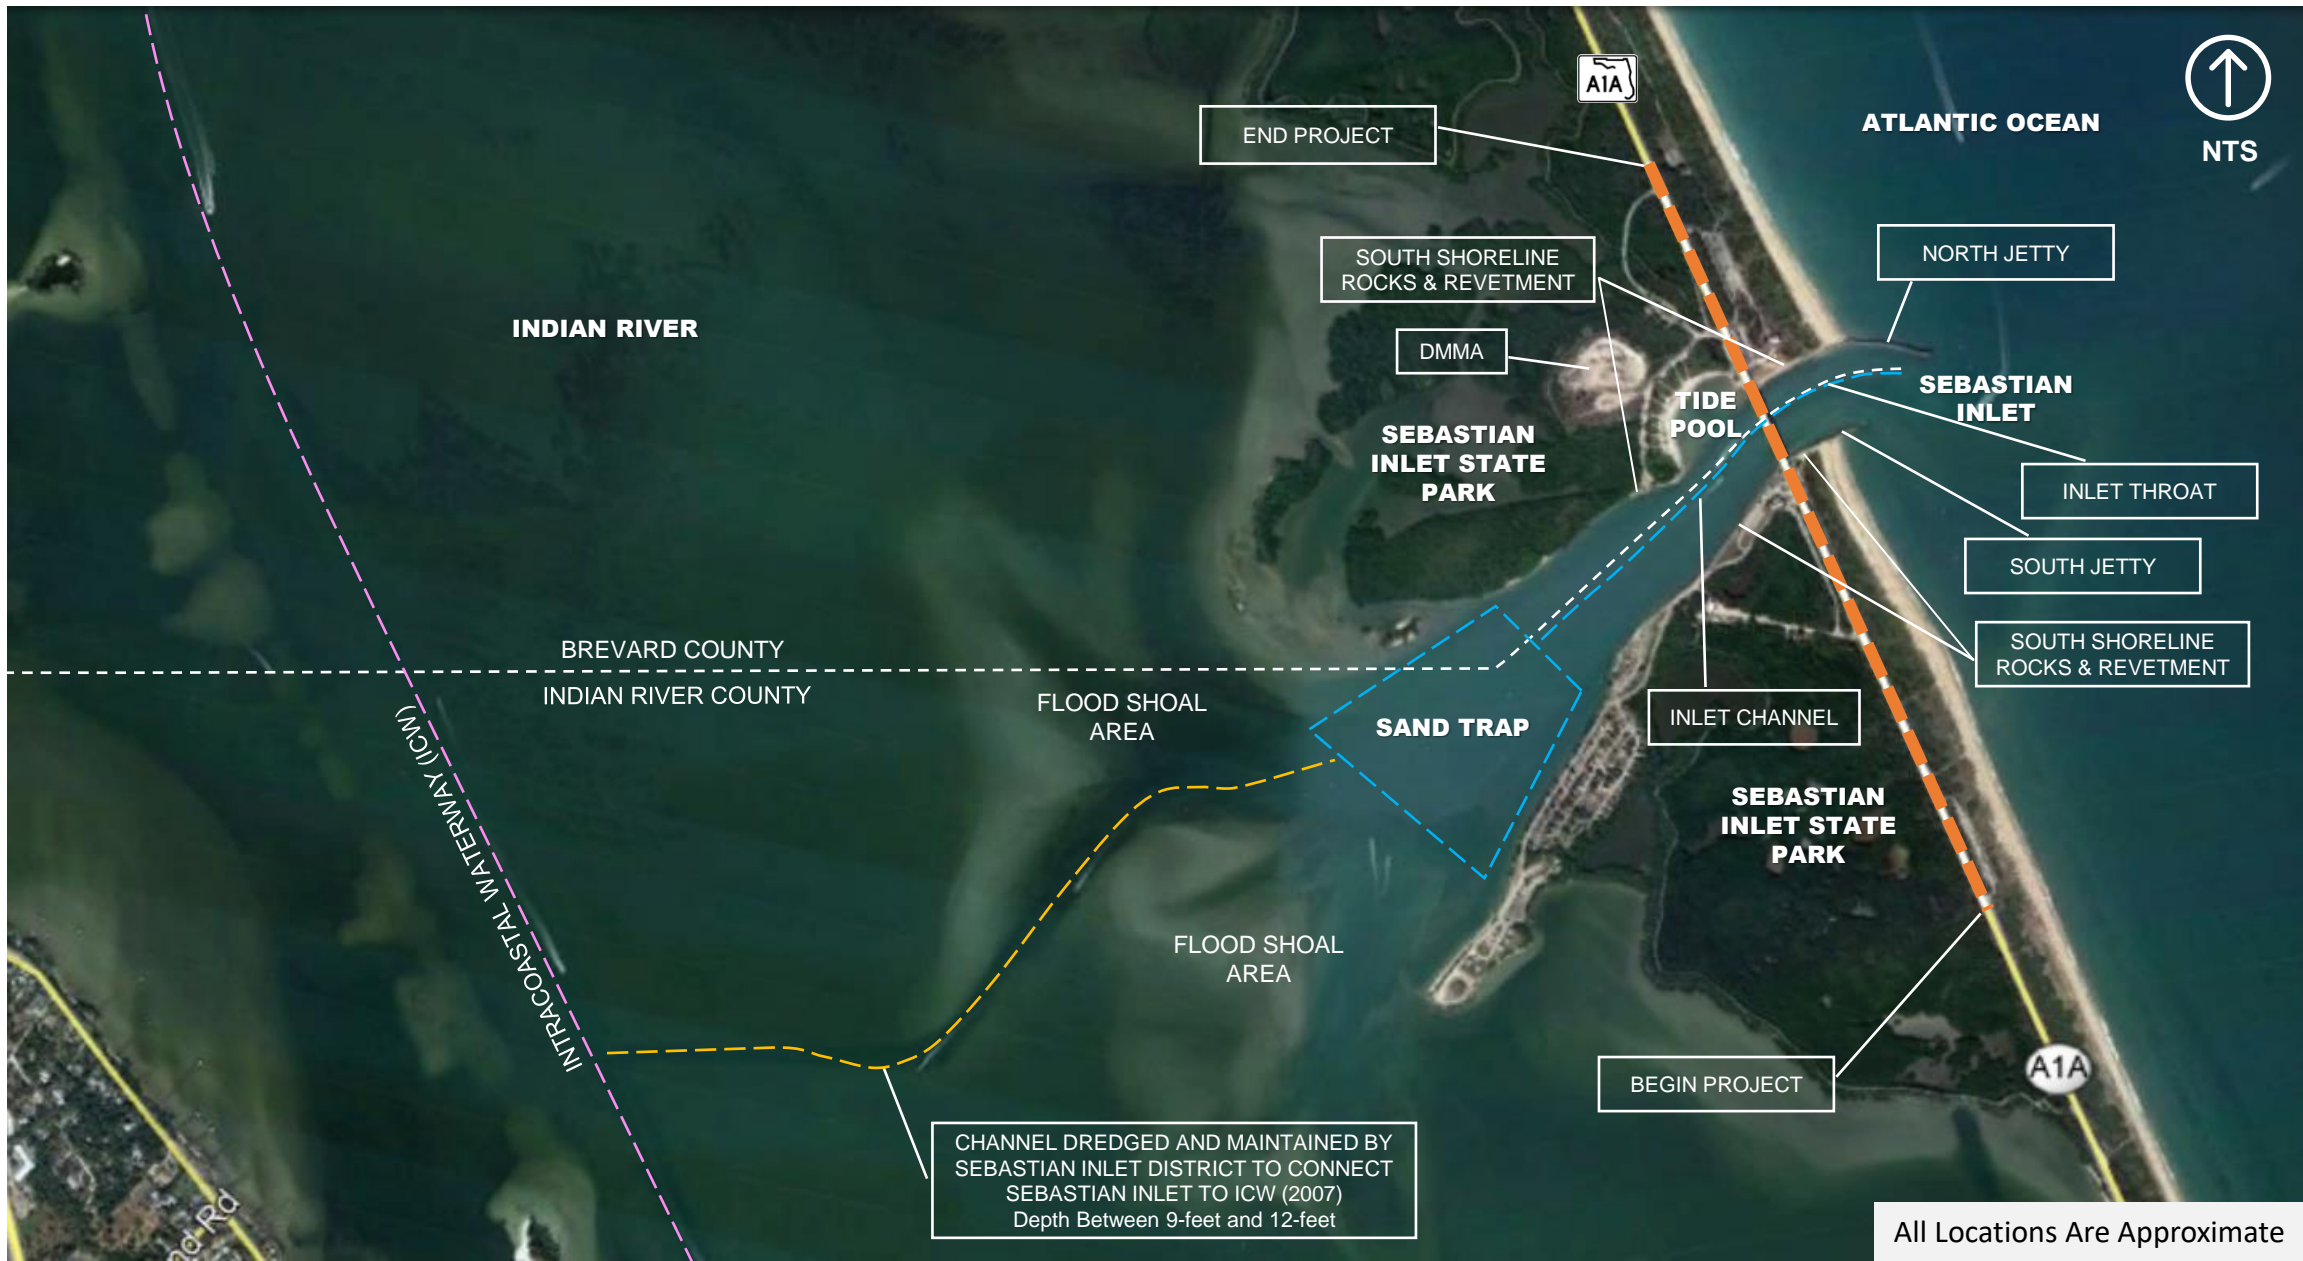 A1A
ATLANTIC OCEAN
NTS
END PROJECT
SOUTH SHORELINE
ROCKS & REVETMENT
NORTH JETTY
INDIAN RIVER
DMMA
TIDE
POOL
SEBASTIAN
INLET
SEBASTIAN
INLET STATE
PARK
INLET THROAT
SOUTH JETTY
BREVARD COUNTY
INDIAN RIVER COUNTY
SOUTH SHORELINE
ROCKS & REVETMENT
FLOOD SHOAL
AREA
SAND TRAP
INLET CHANNEL
INTRACOASTAL WATERWAY (ICW)
SEBASTIAN
INLET STATE
PARK
FLOOD SHOAL
AREA
A1A
BEGIN PROJECT
CHANNEL DREDGED AND MAINTAINED BY
SEBASTIAN INLET DISTRICT TO CONNECT
SEBASTIAN INLET TO ICW (2007)
Depth Between 9-feet and 12-feet
Rd
All Locations Are Approximate